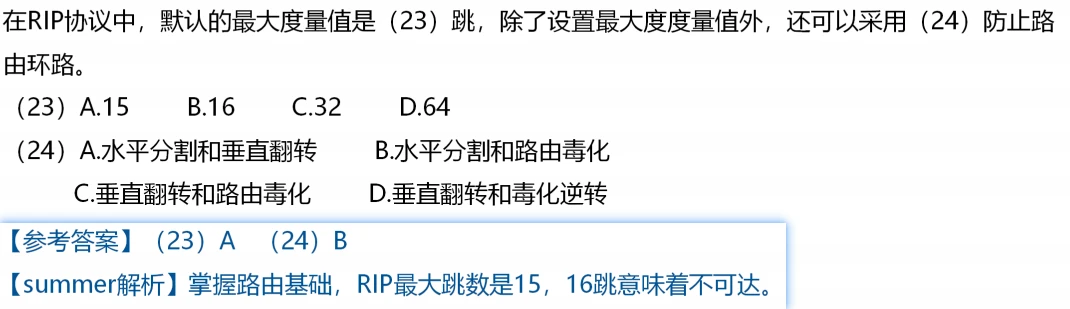 在RIP协议中，默认的最大度量值是（23）跳，除了设置最大度度量值外，还可以采用（24）防止路
由环路。
（23）A.15 B.16 C.32 D.64
（24）A.水平分割和垂直翻转 B.水平分割和路由毒化
C.垂直翻转和路由毒化 D.垂直翻转和毒化逆转
【参考答案】（23）A （24）B
【summer解析】掌握路由基础，RIP最大跳数是15，16跳意味着不可达。